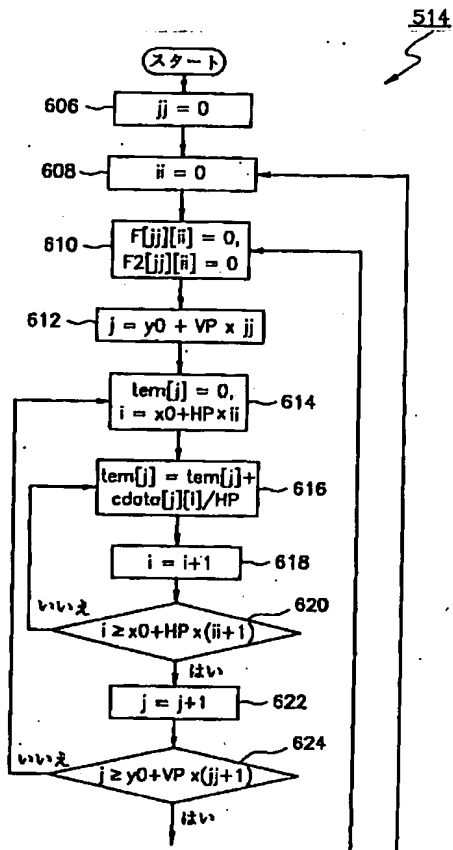 514
スタート
606
jj = 0
608
ii = 0
610
F[jj][ii] = 0,
F2[jj][ii] = 0
612
j = y0 + VP x jj
tem[j] = 0,
i = x0+HP x ii
614
tem[j] = tem[j]+
cdata[j][i]/HP
616
i = i+1
618
いいえ
620
i ≥ x0+HP x (ii+1)
はい
j = j+1
622
いいえ
624
j ≥ y0+VP x (jj+1)
はい